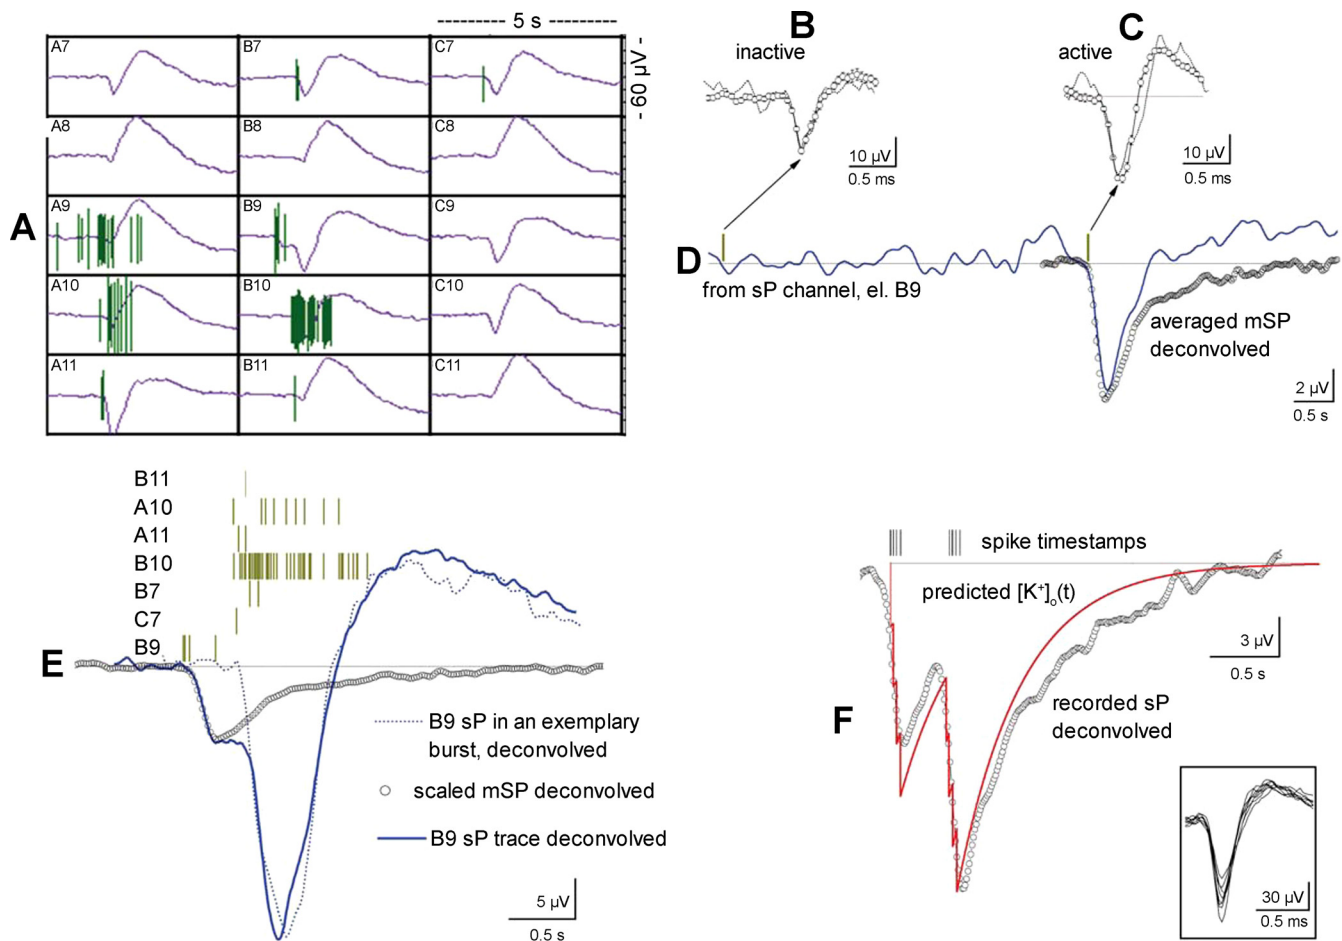 5 s
A7
B7
C7
- 60 µV -
A8
B8
C8
A
A9
B9
C9
A10
B10
C10
A11
B11
C11
B
inactive
10 µV
0.5 ms
C
active
10 µV
0.5 ms
D
from sP channel, el. B9
averaged mSP
deconvolved
2 µV
0.5 s
B11
A10
A11
B10
B7
C7
B9
E
B9 sP in an exemplary
burst, deconvolved
scaled mSP deconvolved
B9 sP trace deconvolved
5 µV
0.5 s
spike timestamps
predicted [K⁺]ₒ(t)
3 µV
0.5 s
F
recorded sP
deconvolved
30 µV
0.5 ms